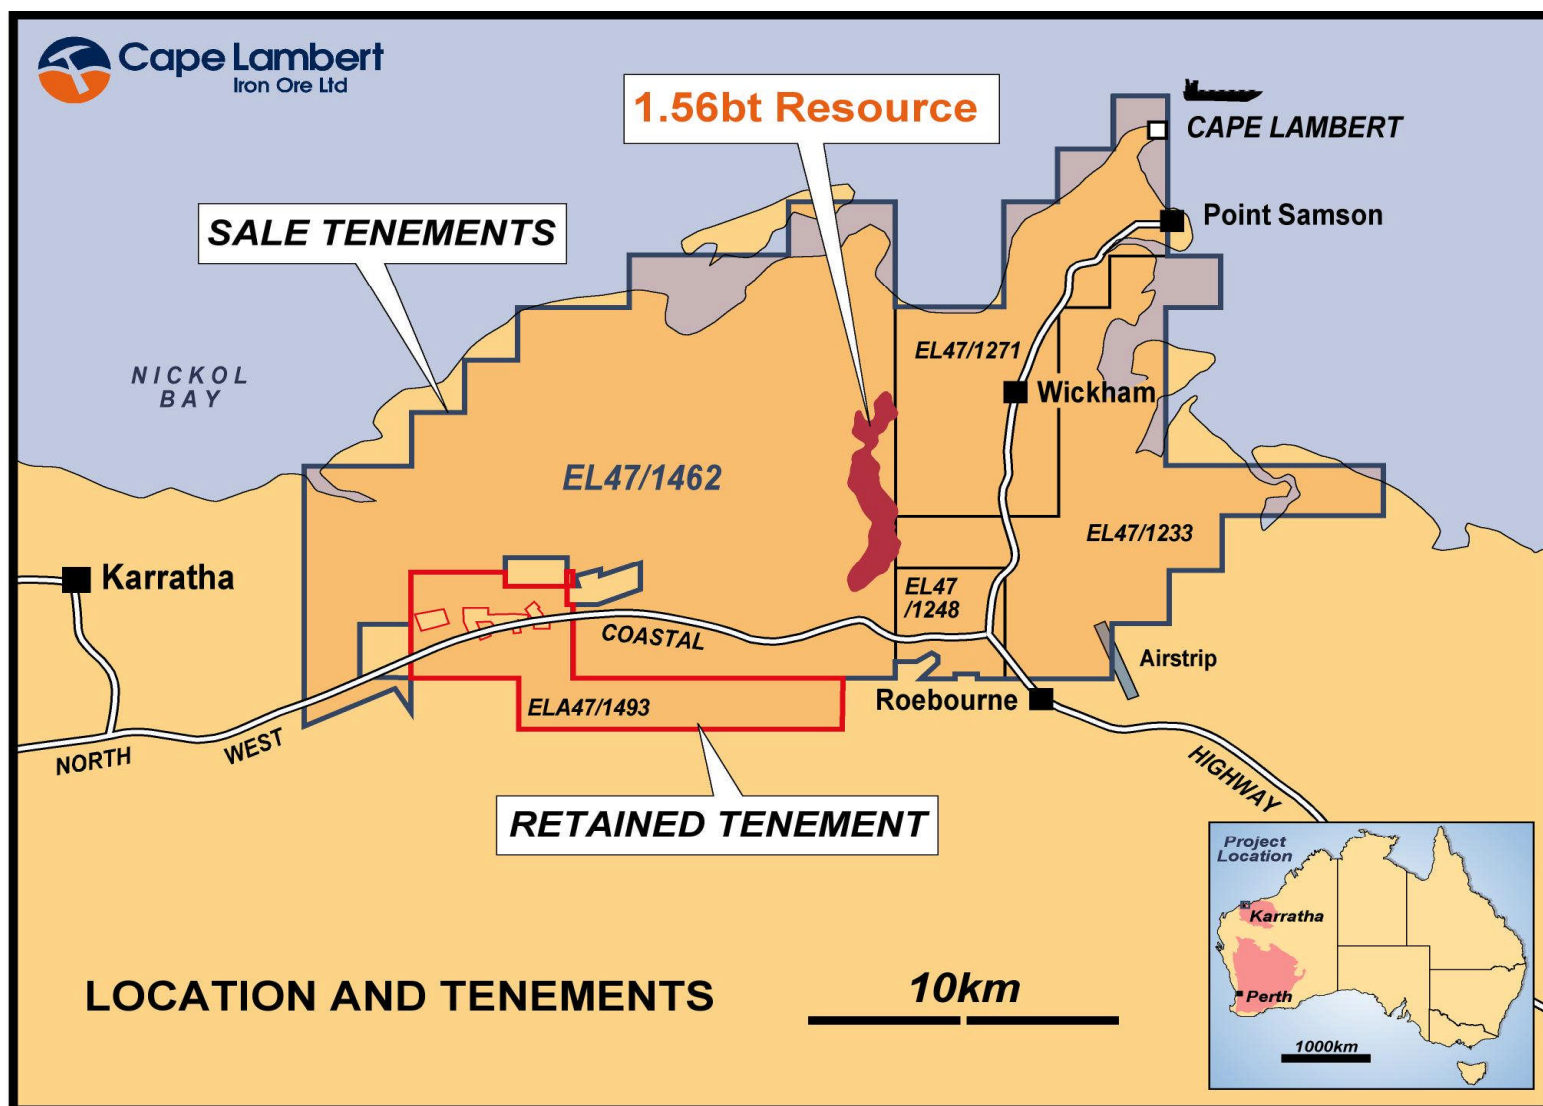 Cape Lambert
Iron Ore Ltd
1.56bt Resource
CAPE LAMBERT
SALE TENEMENTS
Point Samson
NICKOL
BAY
EL47/1271
Wickham
EL47/1462
EL47/1233
Karratha
EL47
/1248
COASTAL
Airstrip
ELA47/1493
Roebourne
NORTH
WEST
HIGHWAY
RETAINED TENEMENT
Project
Location
Karratha
Perth
1000km
LOCATION AND TENEMENTS
10km